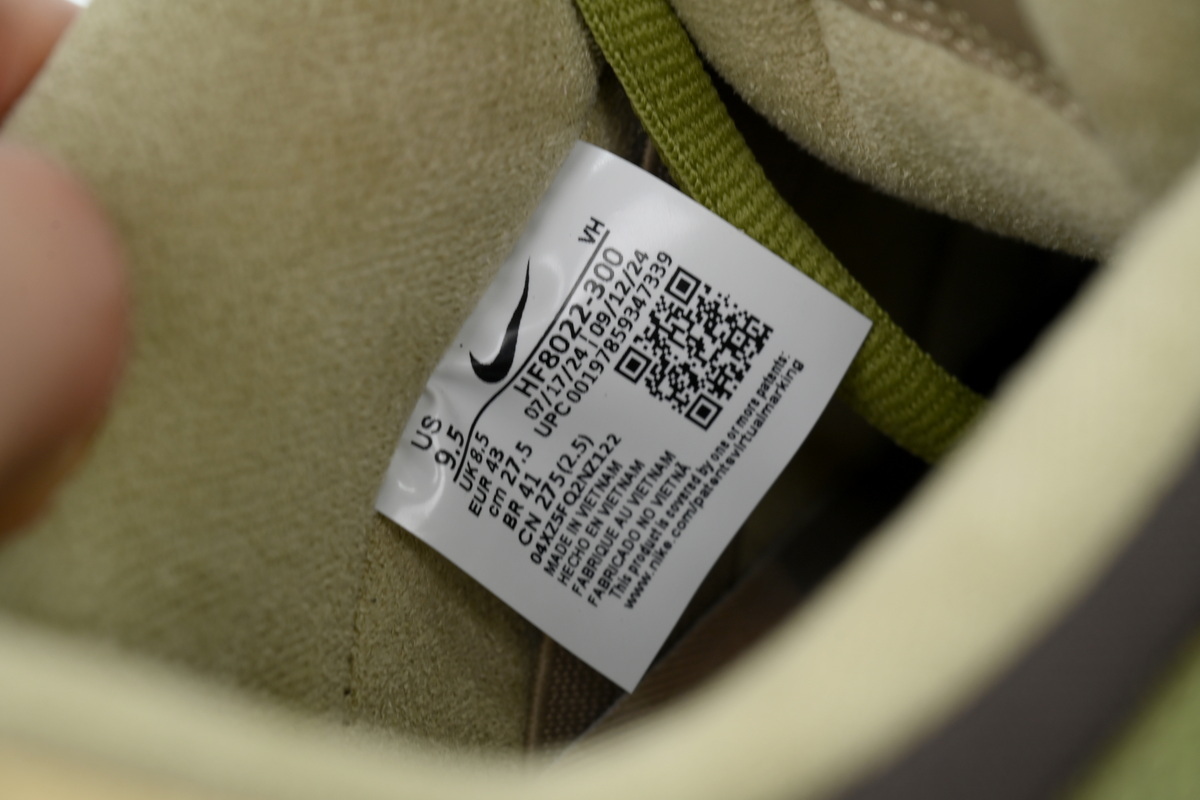 US
9.5
VH
UK 8.5
EUR 43
cm 27.5
BR 41
CN 275(2.5)
04XZ5FQ2NZ122
HF8022-300
07/17/24 | 09/12/24
UPC 00197859347339
MADE IN VIETNAM
HECHO EN VIETNAM
FABRIQUE AU VIETNAM
FABRICADO NO VIETNÃ
This product is covered by one or more patents:
www.nike.com/patentsvirtualmarking